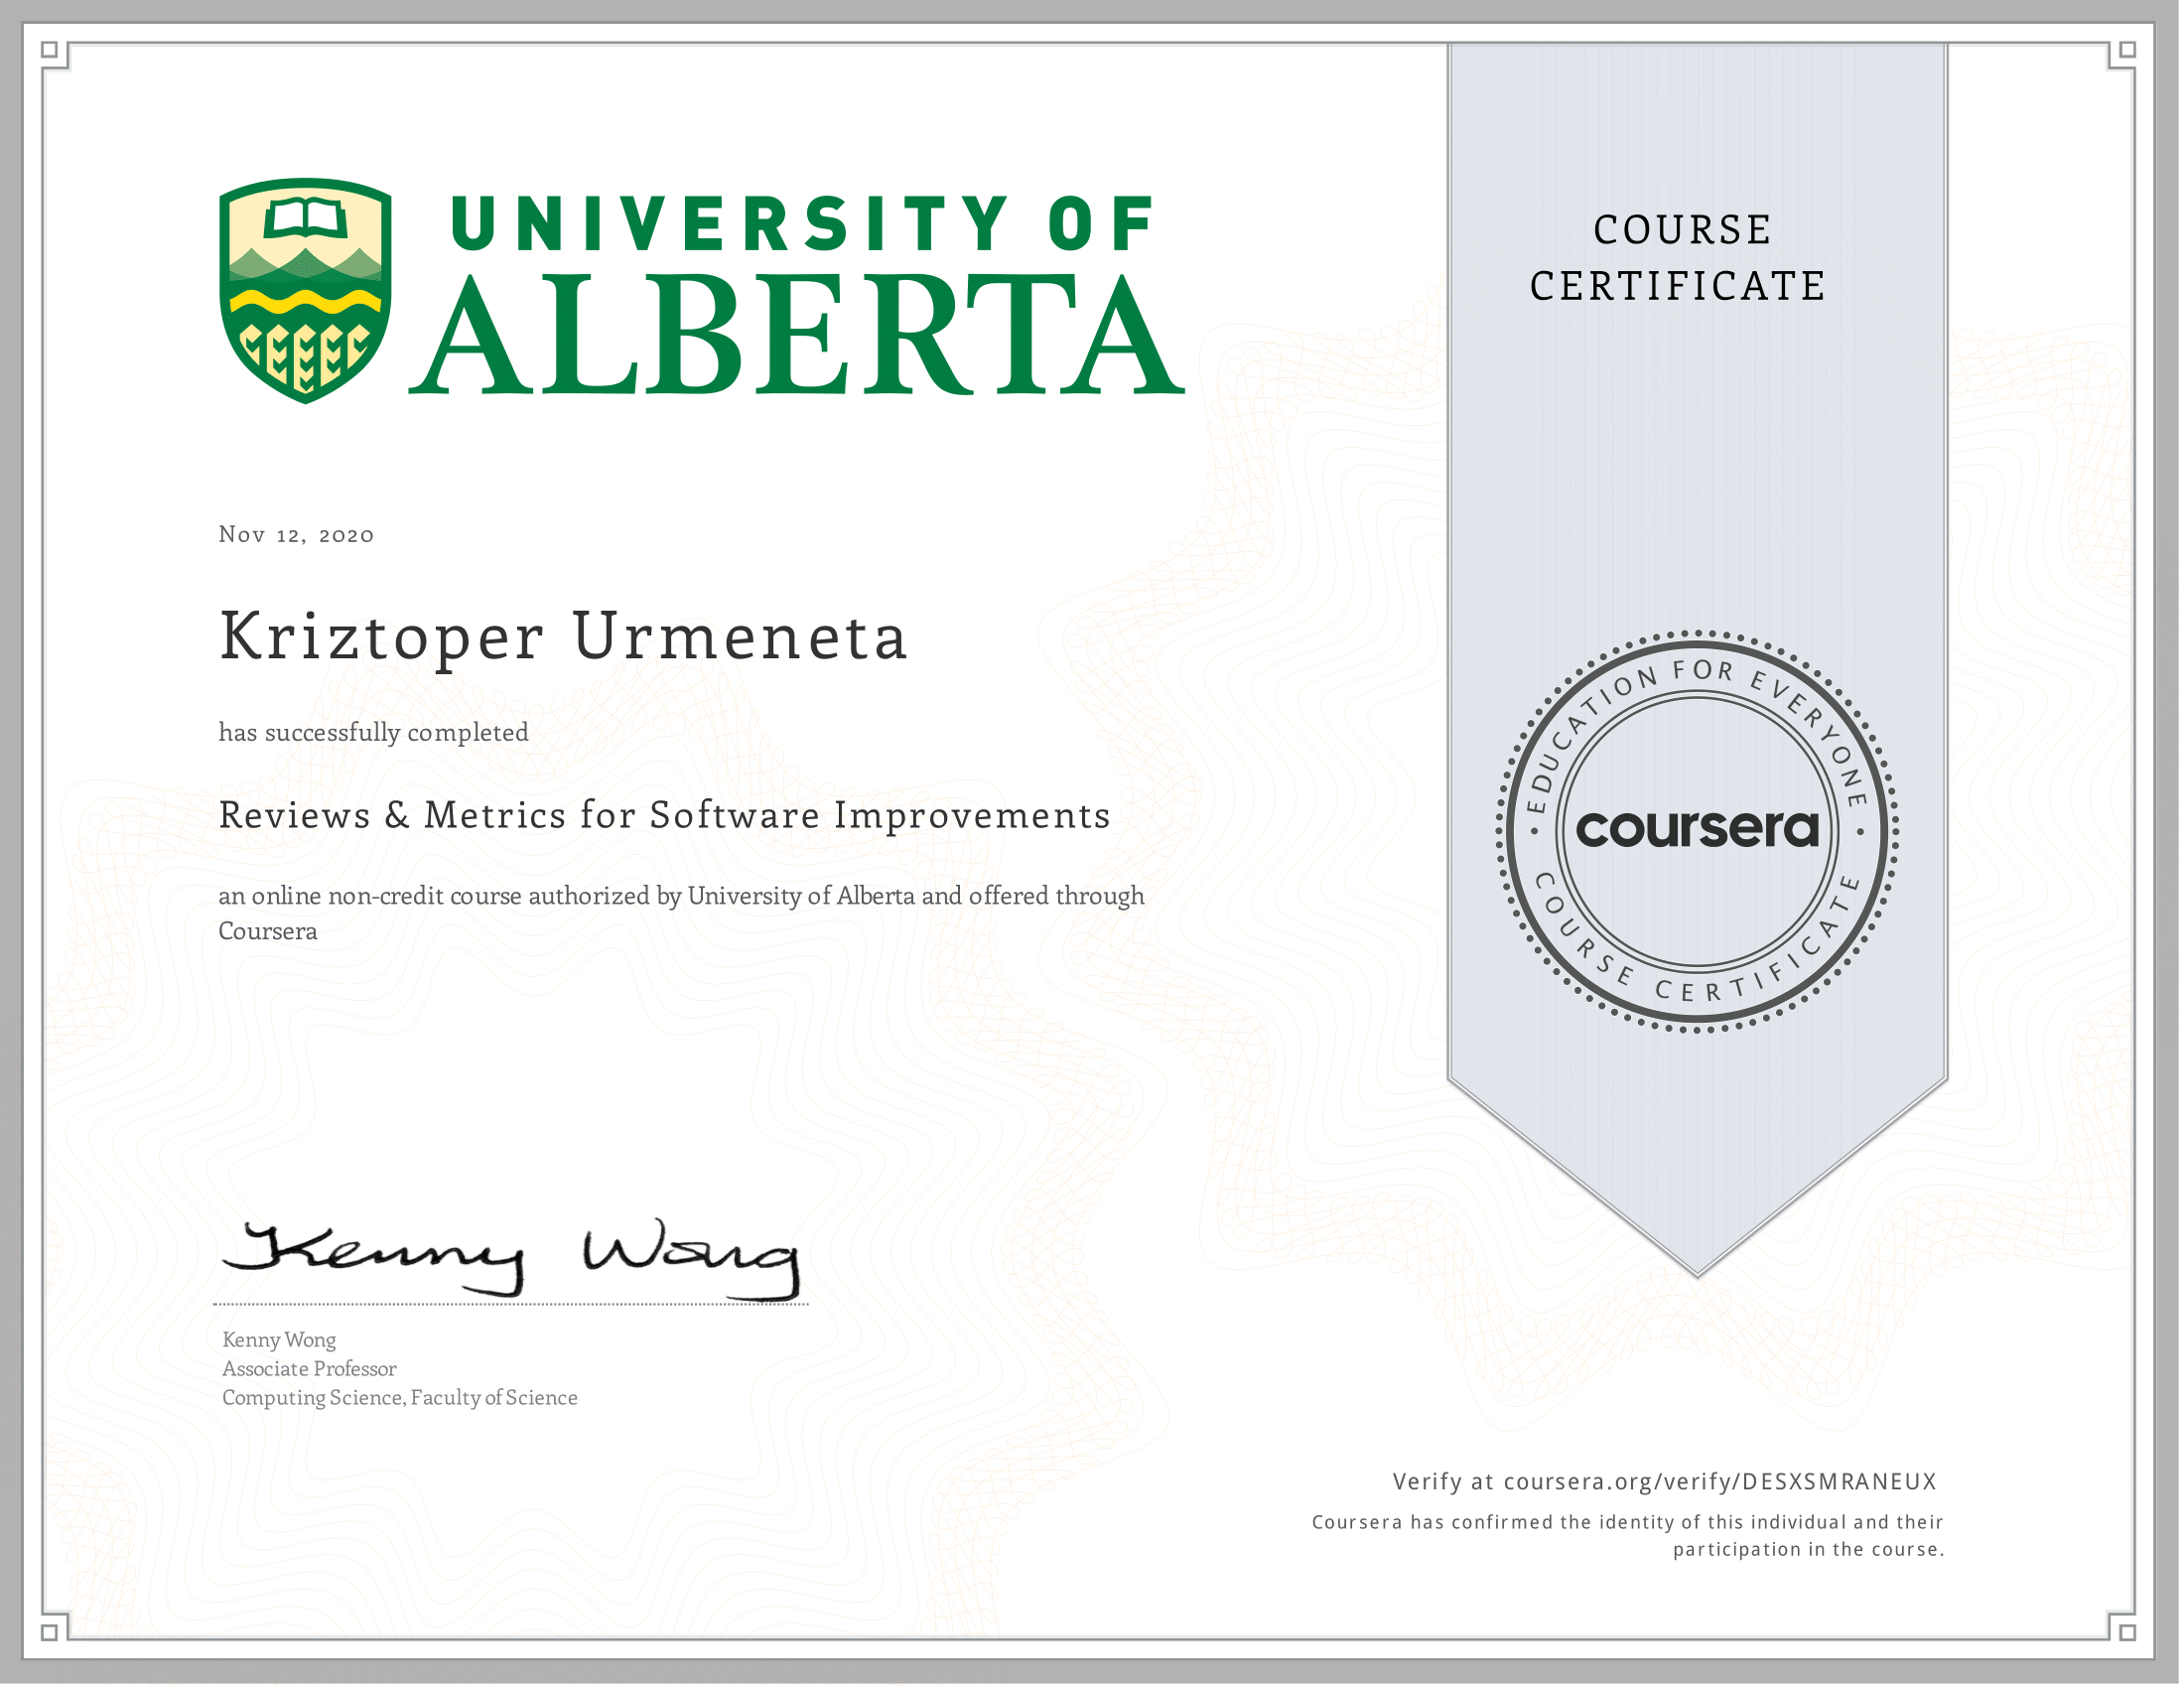 UNIVERSITY OF
ALBERTA
COURSE
CERTIFICATE
Nov 12, 2020
Kriztoper Urmeneta
has successfully completed
Reviews & Metrics for Software Improvements
an online non-credit course authorized by University of Alberta and offered through
Coursera
EDUCATION FOR EVERYONE
coursera
COURSE CERTIFICATE
Kenny Wong
Kenny Wong
Associate Professor
Computing Science, Faculty of Science
Verify at coursera.org/verify/DESXSMRANEUX
Coursera has confirmed the identity of this individual and their
participation in the course.